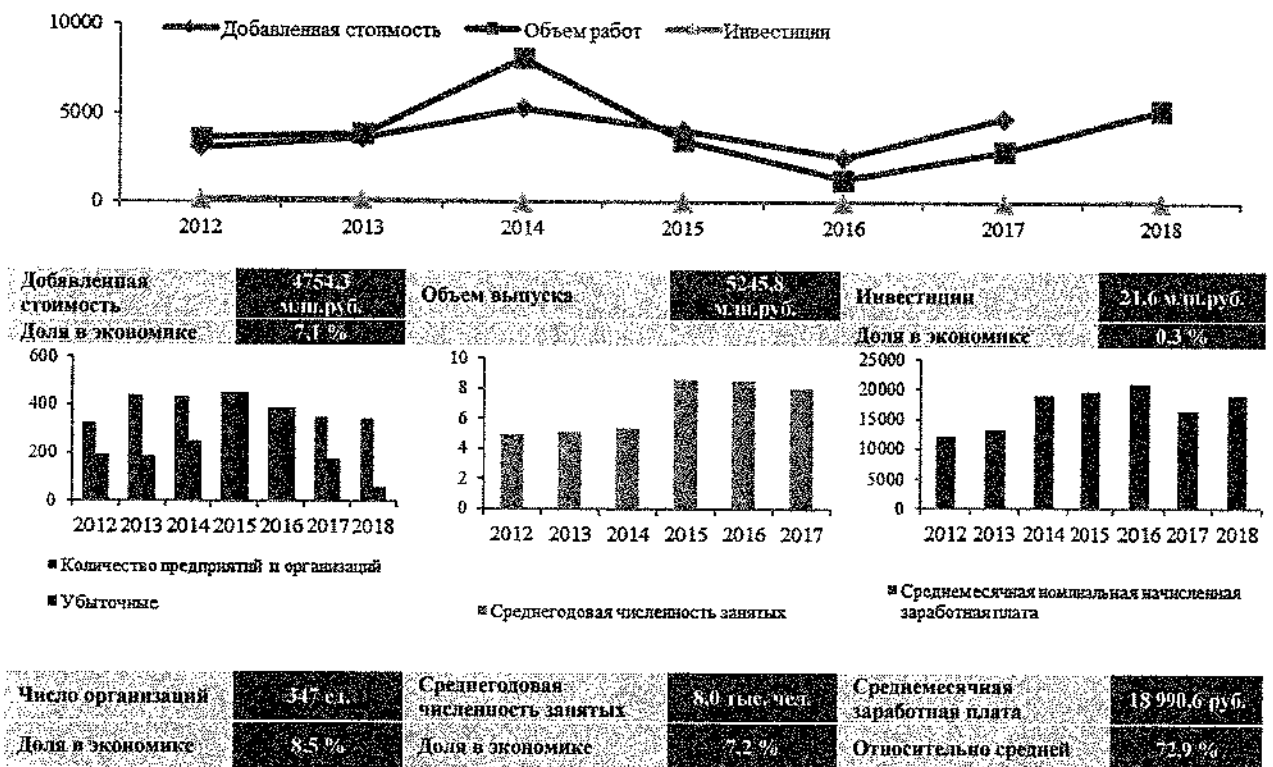 10000
5000
0
Добавленная стоимость
Объем работ
Инвестиции
2012 2013 2014 2015 2016 2017 2018
Добавленная стоимость
4754.3 млн.руб.
Объем выпуска
5245.8 млн.руб.
Инвестиции
21.6 млн.руб.
Доля в экономике
7.1 %
Доля в экономике
0.3 %
600
400
200
0
2012 2013 2014 2015 2016 2017 2018
Количество предприятий и организаций
Убыточные
10
8
6
4
2
0
2012 2013 2014 2015 2016 2017
Среднегодовая численность занятых
25000
20000
15000
10000
5000
0
2012 2013 2014 2015 2016 2017 2018
Среднемесячная номинальная начисленная
заработная плата
Число организаций
347 ед.
Среднегодовая
численность занятых
8.0 тыс. чел.
Среднемесячная
заработная плата
18 990.6 руб.
Доля в экономике
8.5 %
Доля в экономике
7.2 %
Относительно средней
72.9 %